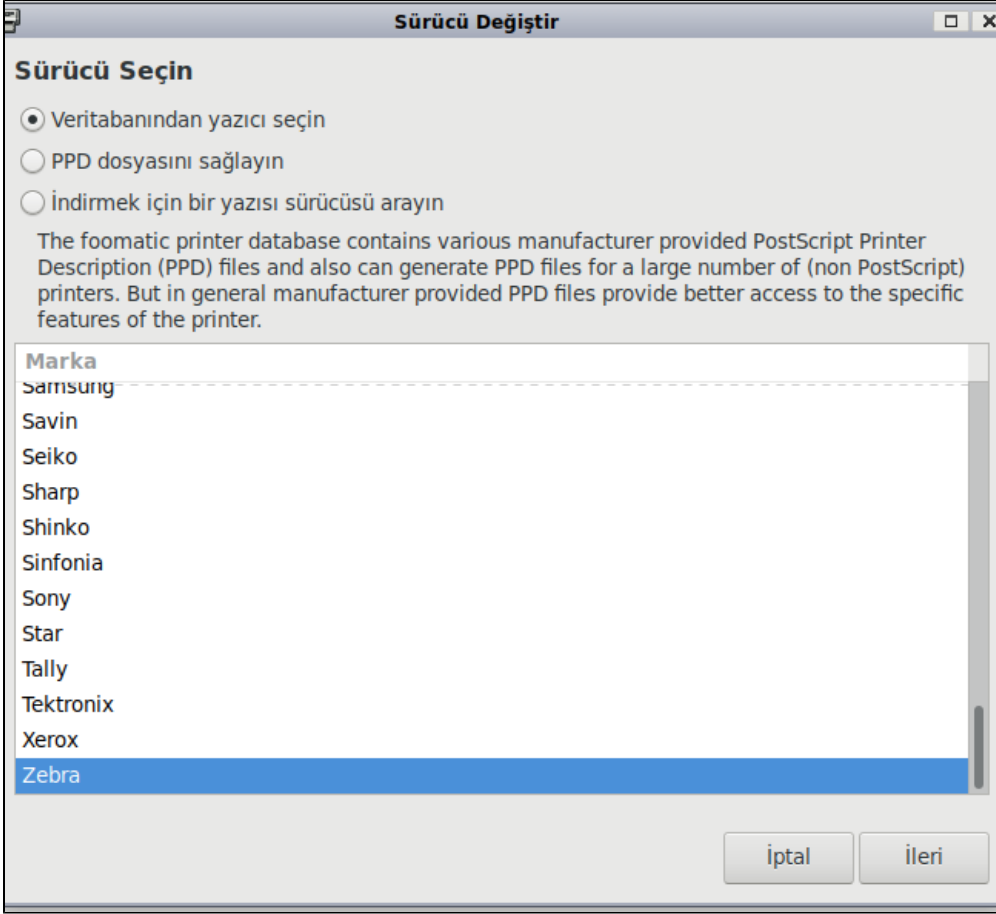 Sürücü Değiştir
Sürücü Seçin
Veritabanından yazıcı seçin
PPD dosyasını sağlayın
İndirmek için bir yazısı sürücüsü arayın
The foomatic printer database contains various manufacturer provided PostScript Printer
Description (PPD) files and also can generate PPD files for a large number of (non PostScript)
printers. But in general manufacturer provided PPD files provide better access to the specific
features of the printer.
Marka
Samsung
Savin
Seiko
Sharp
Shinko
Sinfonia
Sony
Star
Tally
Tektronix
Xerox
Zebra
İptal İleri